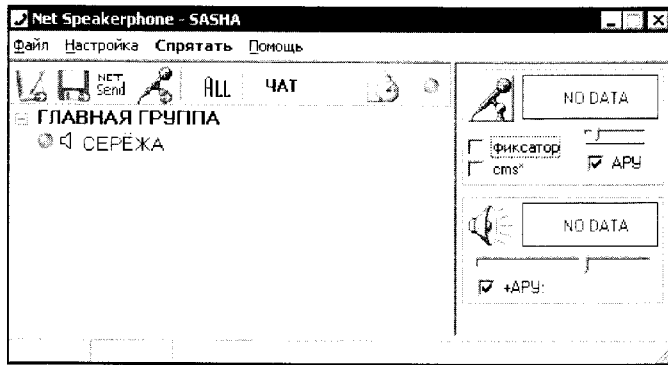 Net Speakerphone - SASHA
Файл Настройка Спрятать Помощь
NET Send ALL ЧАТ
ГЛАВНАЯ ГРУППА
СЕРЁЖА
NO DATA
фиксатор
cms* АРУ
NO DATA
+АРУ: